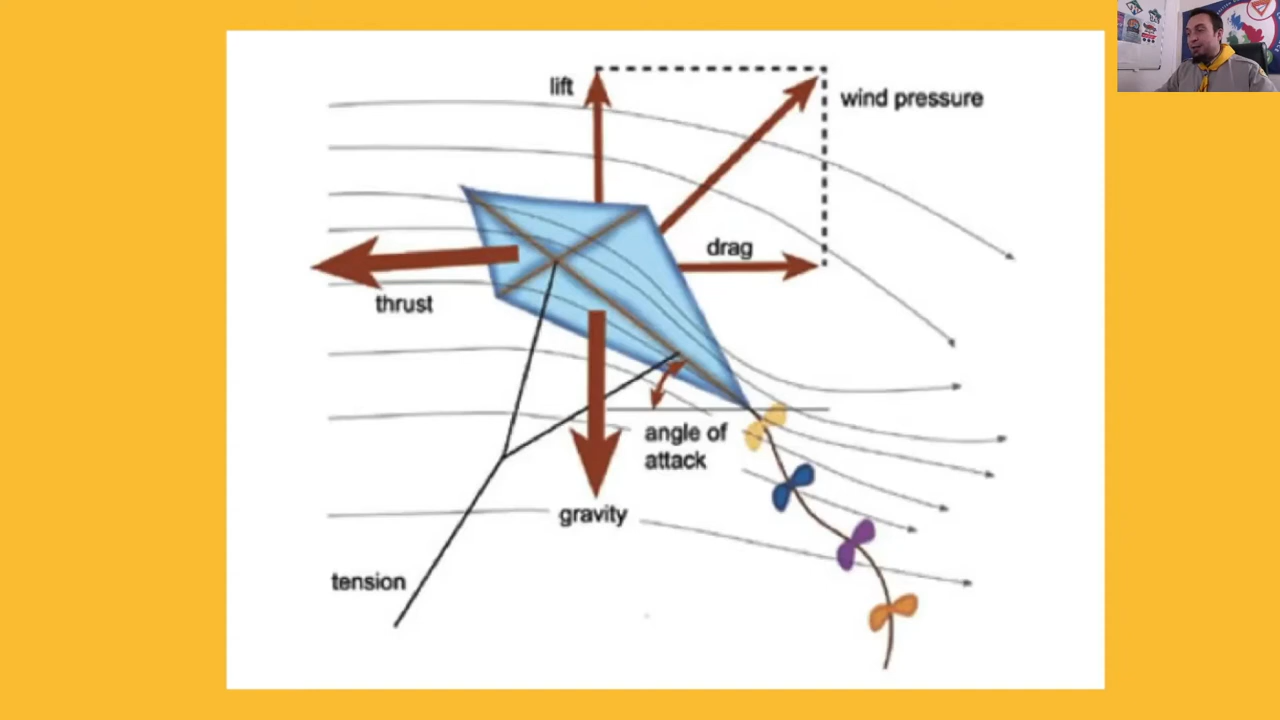 lift
wind pressure
drag
thrust
angle of
attack
gravity
tension